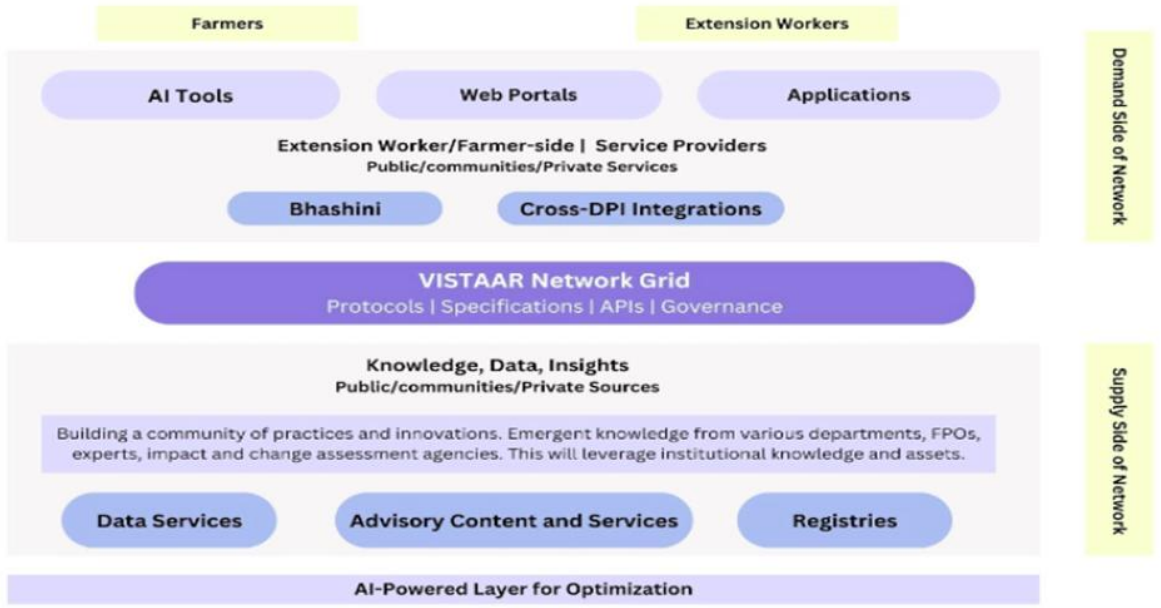 Farmers
Extension Workers
AI Tools
Web Portals
Applications
Extension Worker/Farmer-side | Service Providers
Public/communities/Private Services
Bhashini
Cross-DPI Integrations
Demand Side of Network
VISTAAR Network Grid
Protocols | Specifications | APIs | Governance
Knowledge, Data, Insights
Public/communities/Private Sources
Building a community of practices and innovations. Emergent knowledge from various departments, FPOs,
experts, impact and change assessment agencies. This will leverage institutional knowledge and assets.
Data Services
Advisory Content and Services
Registries
Supply Side of Network
AI-Powered Layer for Optimization